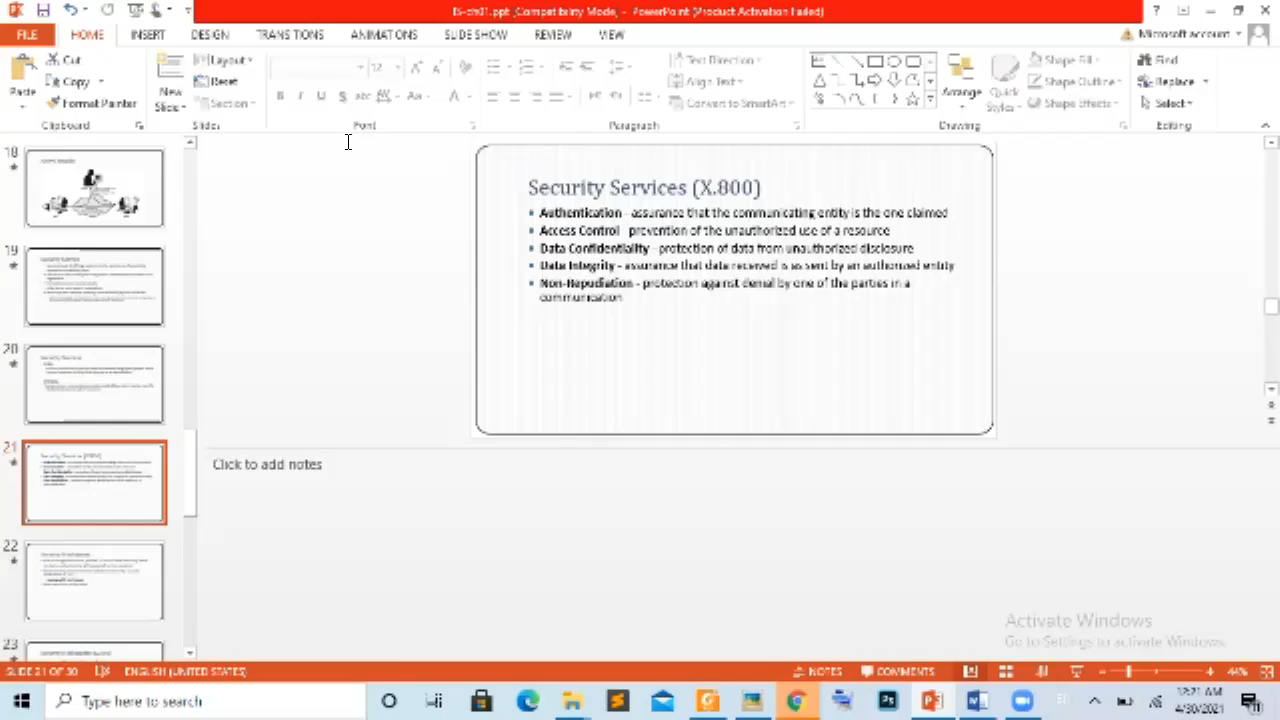 IS-ch01.ppt [Compatibility Mode] - PowerPoint (Product Activation Failed)
FILE HOME INSERT DESIGN TRANSITIONS ANIMATIONS SLIDE SHOW REVIEW VIEW Microsoft account
Cut
Copy
Format Painter
Paste
Clipboard
New
Slide
Layout
Reset
Section
Slides
Font
Text Direction
Align Text
Convert to SmartArt
Paragraph
Arrange
Quick
Styles
Shape Fill
Shape Outline
Shape Effects
Drawing
Find
Replace
Select
Editing
18
19
20
21
22
23
Security Services (X.800)
Authentication - assurance that the communicating entity is the one claimed
Access Control - prevention of the unauthorized use of a resource
Data Confidentiality - protection of data from unauthorized disclosure
Data Integrity - assurance that data received is as sent by an authorized entity
Non-Repudiation - protection against denial by one of the parties in a
communication
Click to add notes
Activate Windows
Go to Settings to activate Windows.
SLIDE 21 OF 30 ENGLISH (UNITED STATES) NOTES COMMENTS 44%
Type here to search
12:21 AM
4/30/2021